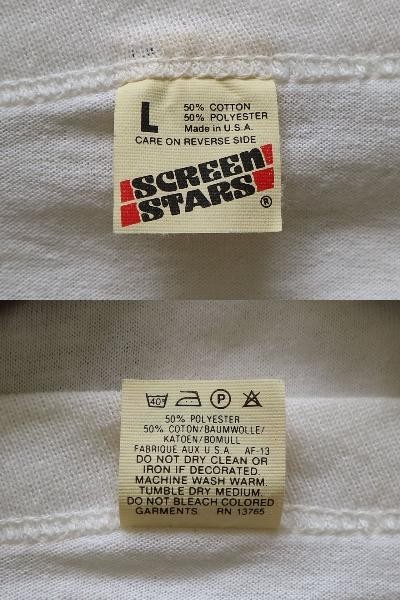 L
50% COTTON
50% POLYESTER
Made in U.S.A.
CARE ON REVERSE SIDE
SCREEN
STARS
®
40°
P
50% POLYESTER
50% COTON/BAUMWOLLE/
KATOEN/BOMULL
FABRIQUE AUX U.S.A. AF-13
DO NOT DRY CLEAN OR
IRON IF DECORATED.
MACHINE WASH WARM.
TUMBLE DRY MEDIUM.
DO NOT BLEACH COLORED
GARMENTS. RN 13765